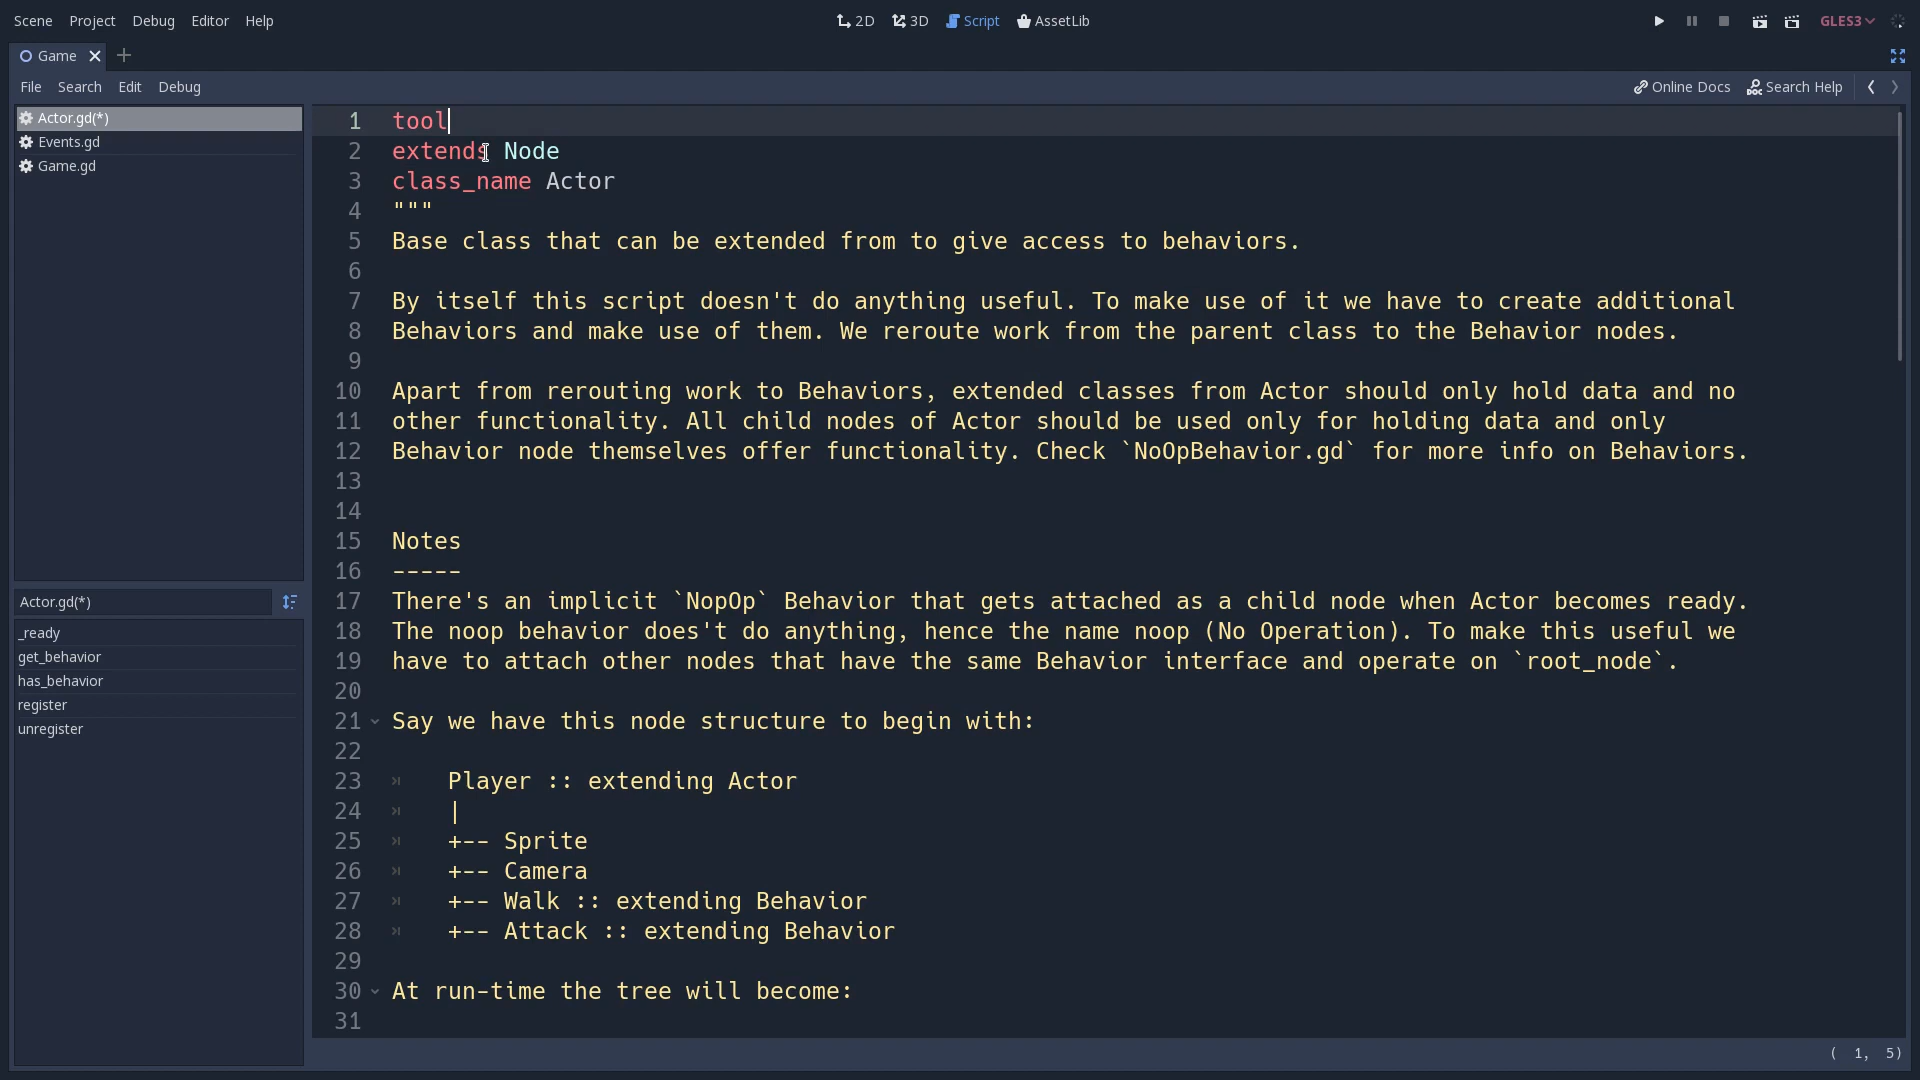 Scene Project Debug Editor Help 2D 3D Script AssetLib GLES3
Game
File Search Edit Debug Online Docs Search Help
Actor.gd(*)
Events.gd
Game.gd
Actor.gd(*)
_ready
get_behavior
has_behavior
register
unregister
1 tool
2 extends Node
3 class_name Actor
4 """
5 Base class that can be extended from to give access to behaviors.
6
7 By itself this script doesn't do anything useful. To make use of it we have to create additional
8 Behaviors and make use of them. We reroute work from the parent class to the Behavior nodes.
9
10 Apart from rerouting work to Behaviors, extended classes from Actor should only hold data and no
11 other functionality. All child nodes of Actor should be used only for holding data and only
12 Behavior node themselves offer functionality. Check `NoOpBehavior.gd` for more info on Behaviors.
13
14
15 Notes
16 -----
17 There's an implicit `NopOp` Behavior that gets attached as a child node when Actor becomes ready.
18 The noop behavior does't do anything, hence the name noop (No Operation). To make this useful we
19 have to attach other nodes that have the same Behavior interface and operate on `root_node`.
20
21 Say we have this node structure to begin with:
22
23 Player :: extending Actor
24 |
25 +-- Sprite
26 +-- Camera
27 +-- Walk :: extending Behavior
28 +-- Attack :: extending Behavior
29
30 At run-time the tree will become:
31
( 1, 5)